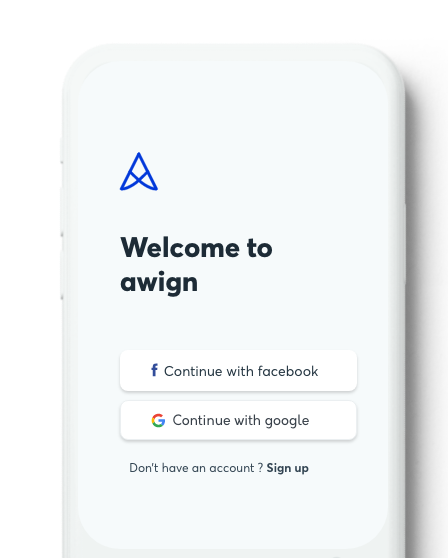 Welcome to
awign
Continue with facebook
Continue with google
Don't have an account ? Sign up